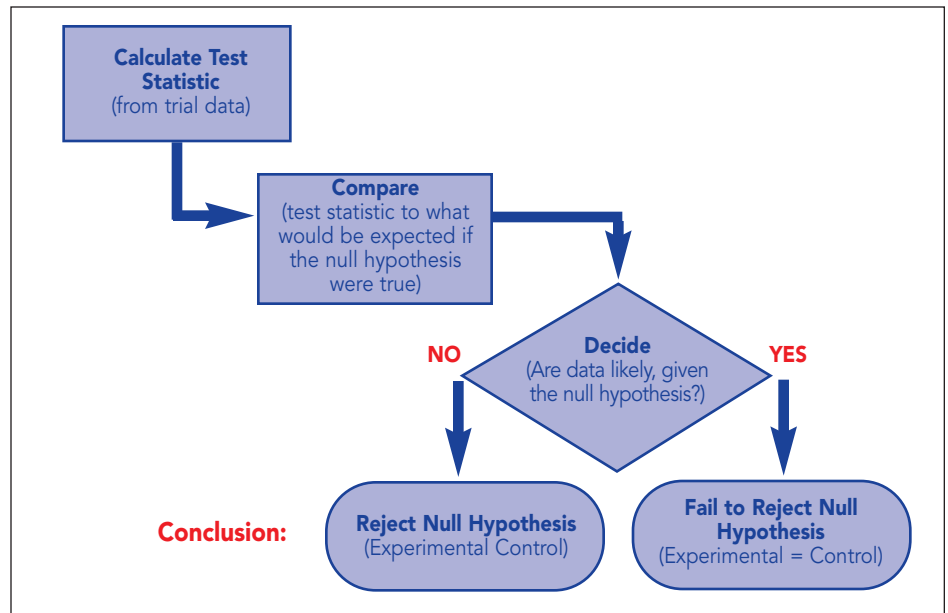 Calculate Test
Statistic
(from trial data)
Compare
(test statistic to what
would be expected if
the null hypothesis
were true)
NO
Decide
YES
(Are data likely, given
the null hypothesis?)
Conclusion:
Reject Null Hypothesis
(Experimental Control)
Fail to Reject Null
Hypothesis
(Experimental = Control)